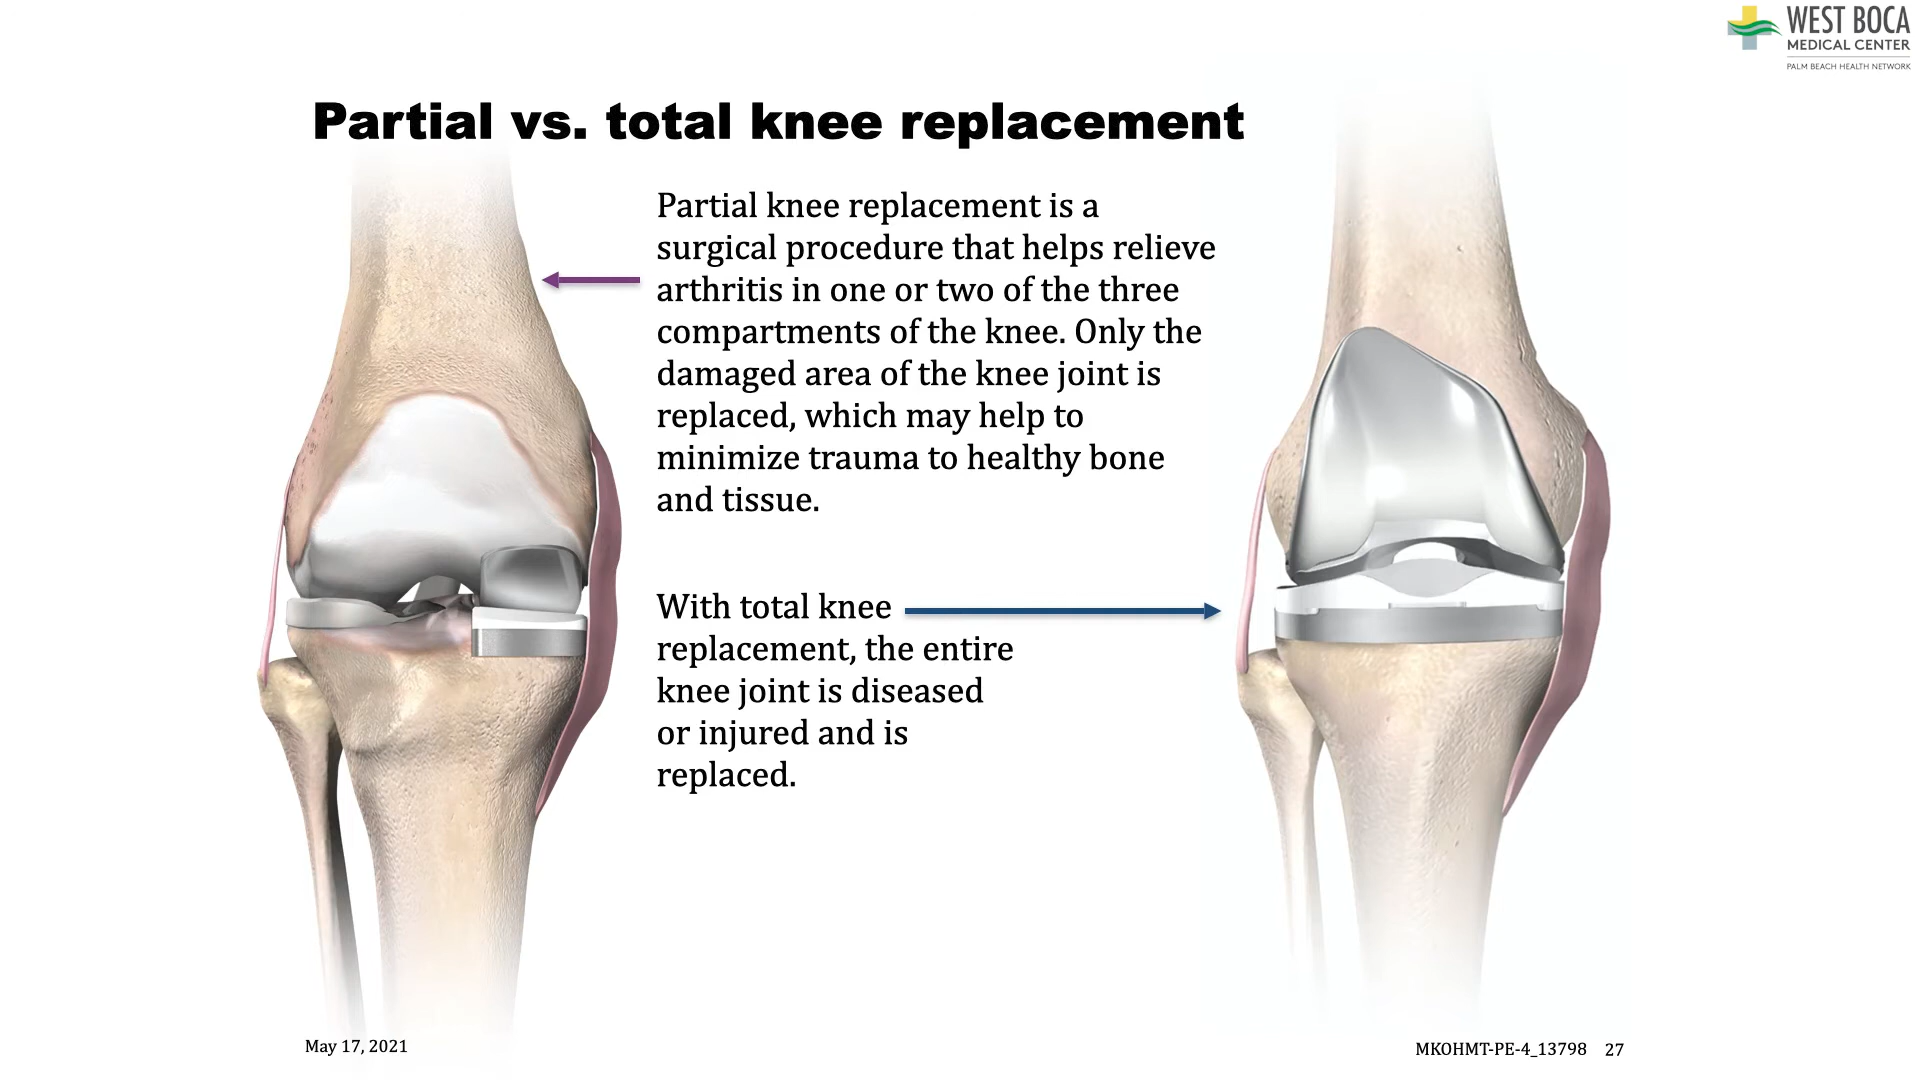 WEST BOCA
MEDICAL CENTER
PALM BEACH HEALTH NETWORK
Partial vs. total knee replacement
Partial knee replacement is a
surgical procedure that helps relieve
arthritis in one or two of the three
compartments of the knee. Only the
damaged area of the knee joint is
replaced, which may help to
minimize trauma to healthy bone
and tissue.
With total knee
replacement, the entire
knee joint is diseased
or injured and is
replaced.
May 17, 2021
MKOHMT-PE-4_13798 27